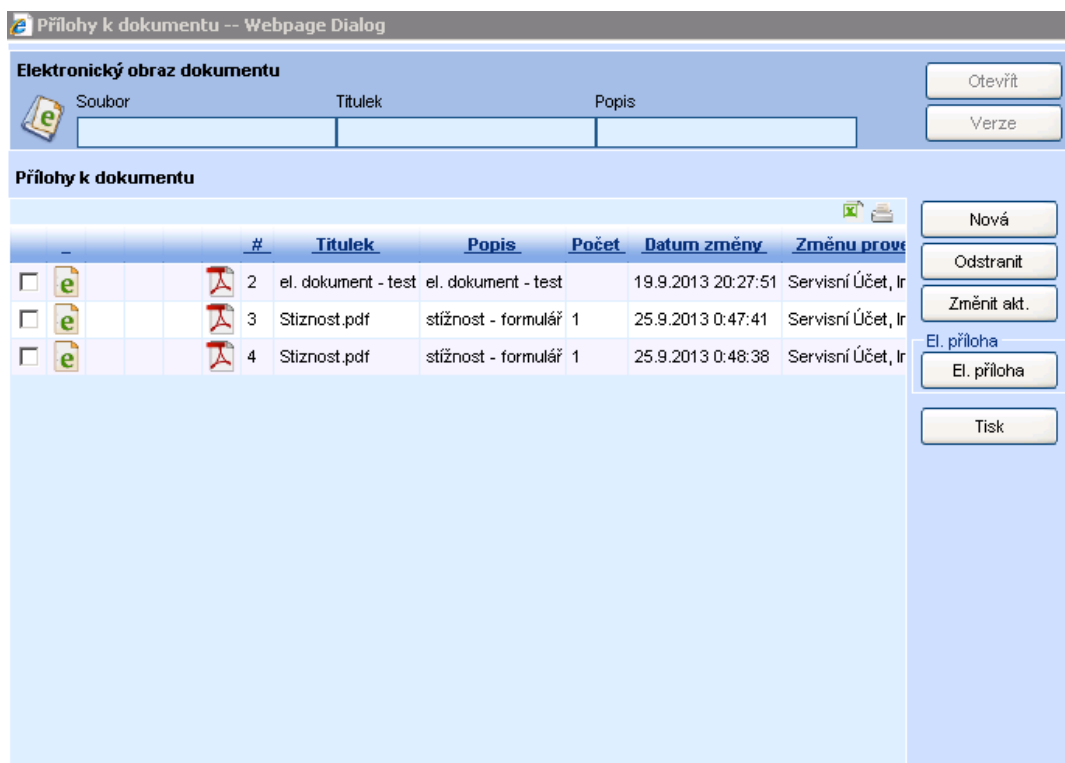 Přílohy k dokumentu -- Webpage Dialog
Elektronický obraz dokumentu
Soubor Titulek Popis
Otevřít
Verze
Přílohy k dokumentu
# Titulek Popis Počet Datum změny Změnu prove
2 el. dokument - test el. dokument - test 19.9.2013 20:27:51 Servisní Účet, Ir
3 Stiznost.pdf stížnost - formulář 1 25.9.2013 0:47:41 Servisní Účet, Ir
4 Stiznost.pdf stížnost - formulář 1 25.9.2013 0:48:38 Servisní Účet, Ir
Nová
Odstranit
Změnit akt.
El. příloha
El. příloha
Tisk